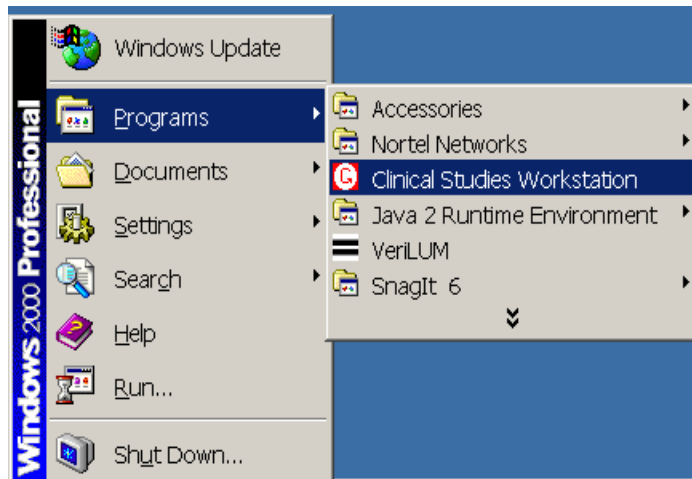 Windows 2000 Professional
Windows Update
Programs
Documents
Settings
Search
Help
Run...
Shut Down...
Accessories
Nortel Networks
Clinical Studies Workstation
Java 2 Runtime Environment
VeriLUM
SnagIt 6